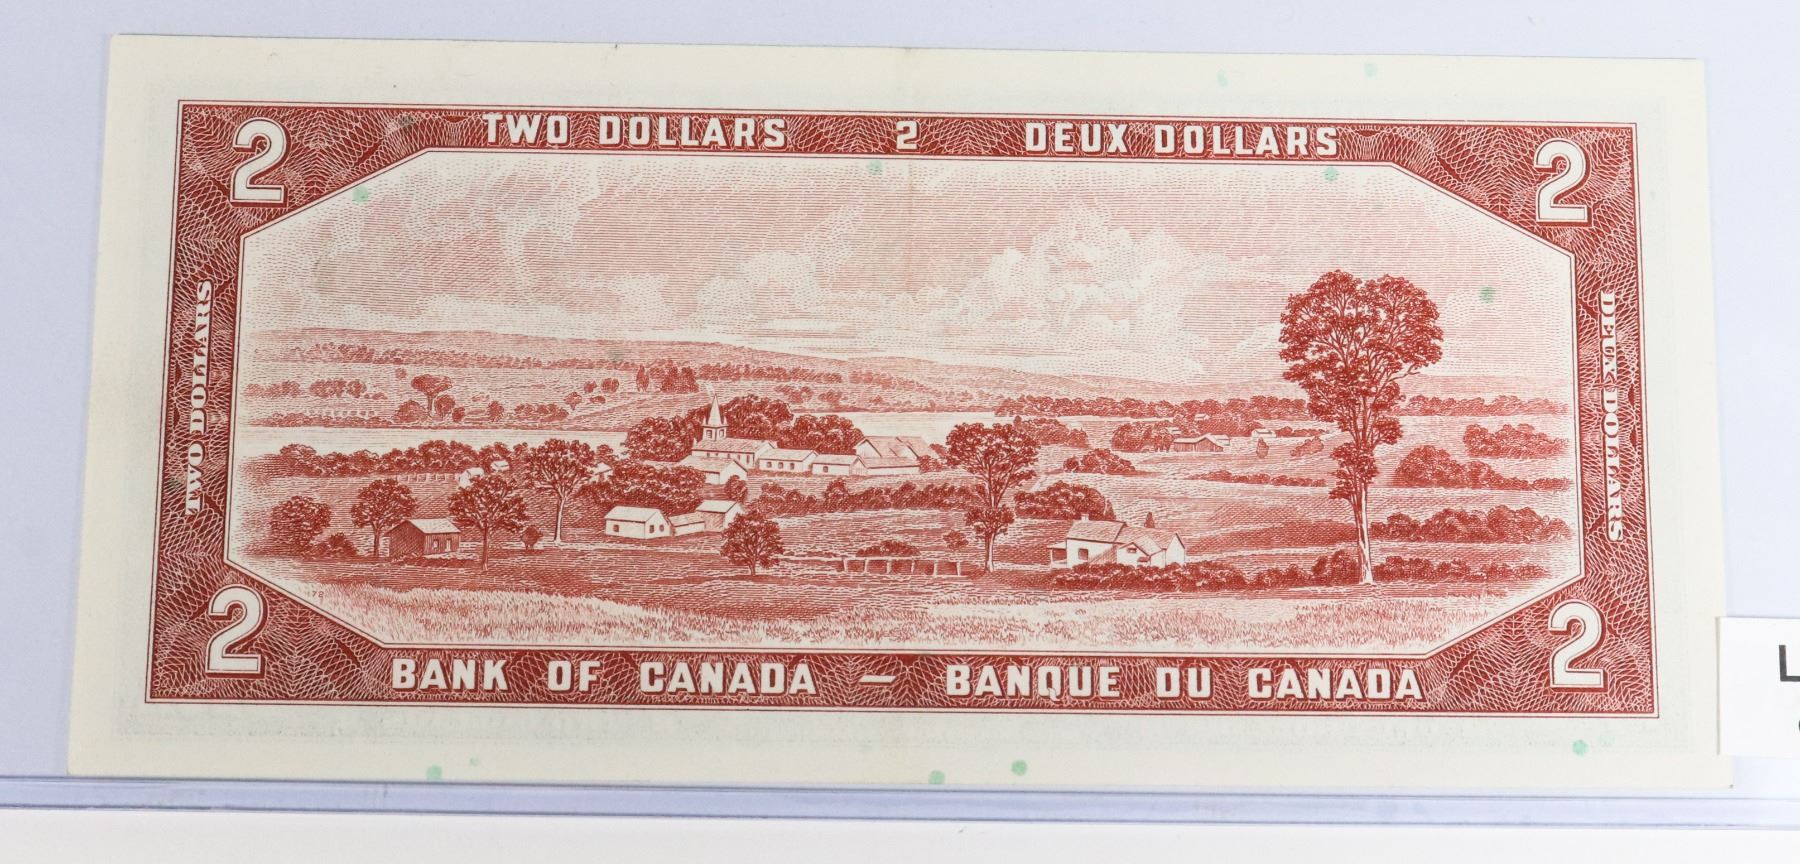 2 TWO DOLLARS 2 DEUX DOLLARS 2
TWO DOLLARS
DEUX DOLLARS
172
2 BANK OF CANADA — BANQUE DU CANADA 2
L